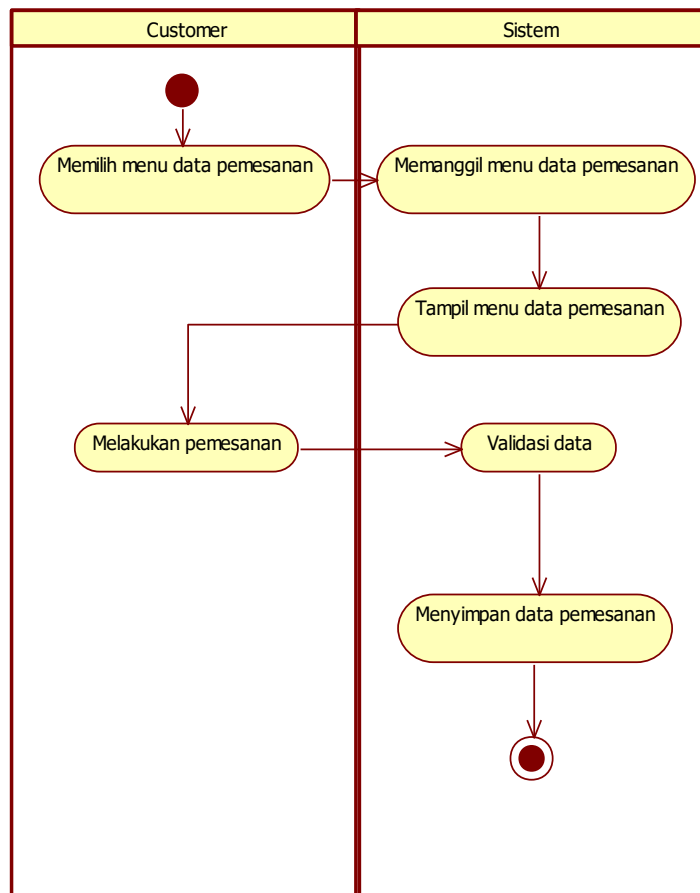 Customer
Sistem
Memilih menu data pemesanan
Memanggil menu data pemesanan
Tampil menu data pemesanan
Melakukan pemesanan
Validasi data
Menyimpan data pemesanan